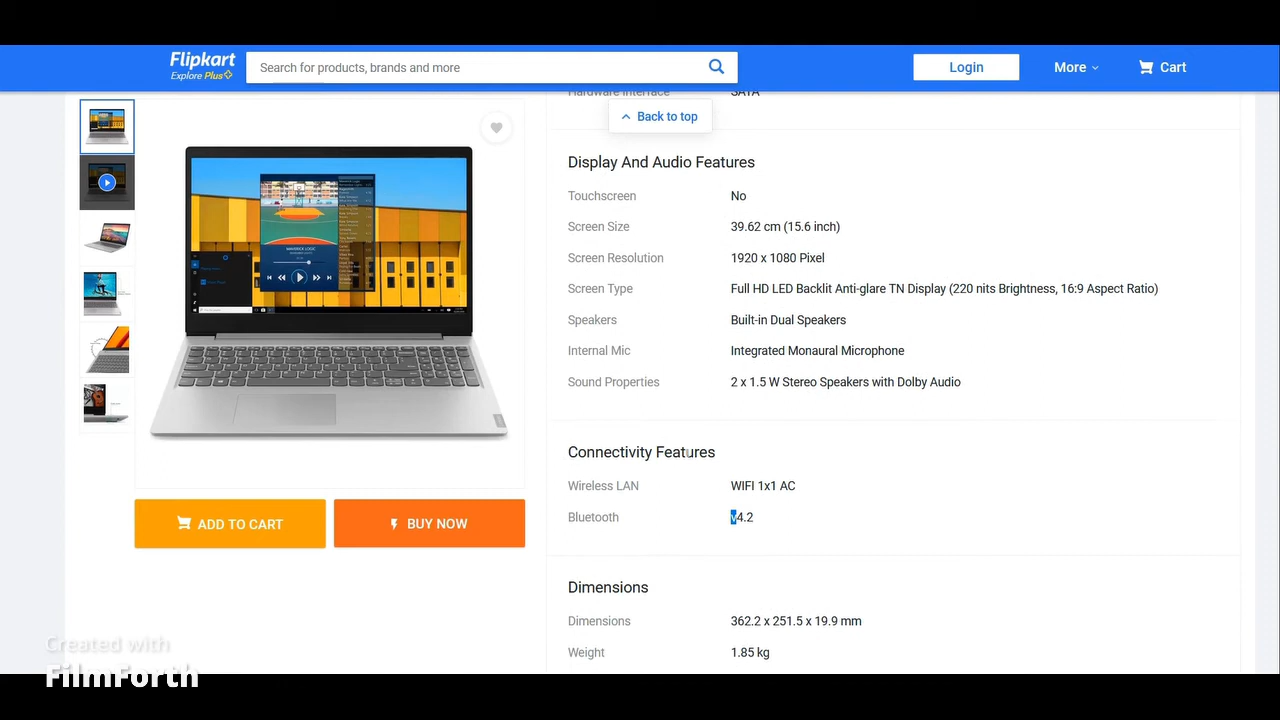 Flipkart
Explore Plus
Search for products, brands and more
Login
More
Cart
Hardware Interface SATA
Back to top
Display And Audio Features
Touchscreen No
Screen Size 39.62 cm (15.6 inch)
Screen Resolution 1920 x 1080 Pixel
Screen Type Full HD LED Backlit Anti-glare TN Display (220 nits Brightness, 16:9 Aspect Ratio)
Speakers Built-in Dual Speakers
Internal Mic Integrated Monaural Microphone
Sound Properties 2 x 1.5 W Stereo Speakers with Dolby Audio
Connectivity Features
Wireless LAN WIFI 1x1 AC
Bluetooth v4.2
ADD TO CART
BUY NOW
Dimensions
Dimensions 362.2 x 251.5 x 19.9 mm
Weight 1.85 kg
Created with
FilmForth